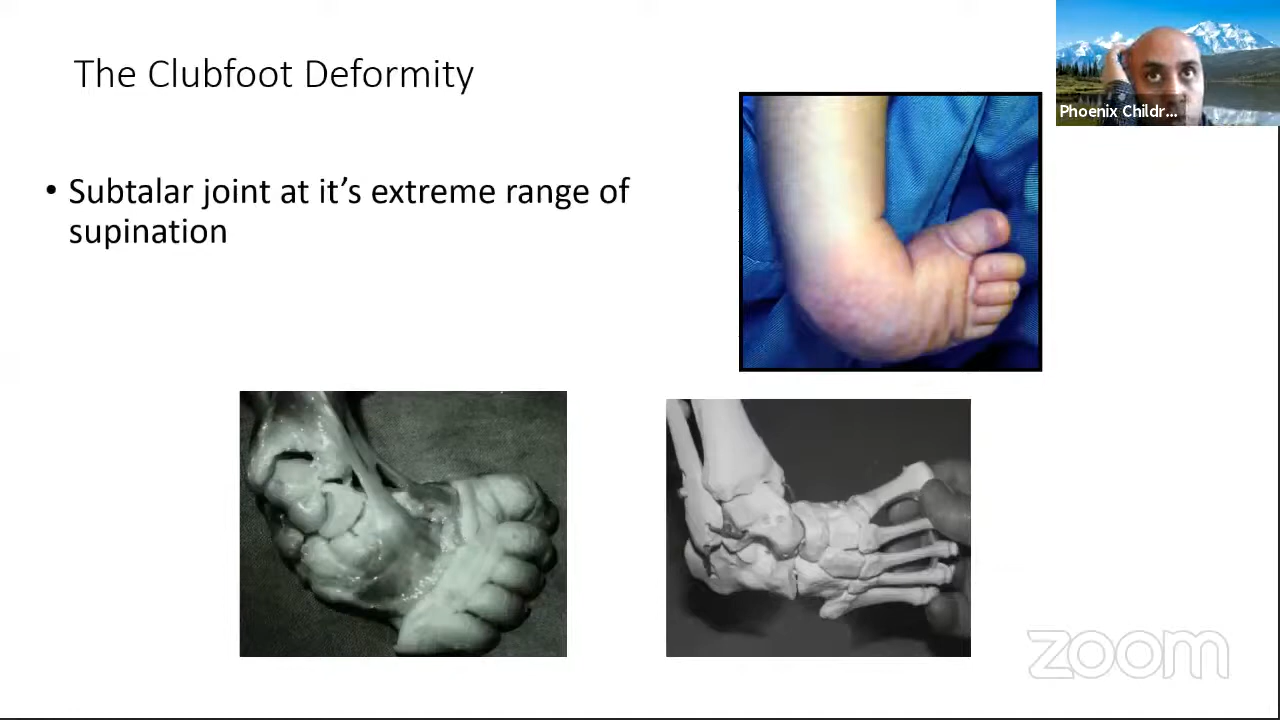 The Clubfoot Deformity
Phoenix Childr...
• Subtalar joint at it’s extreme range of
supination
zoom